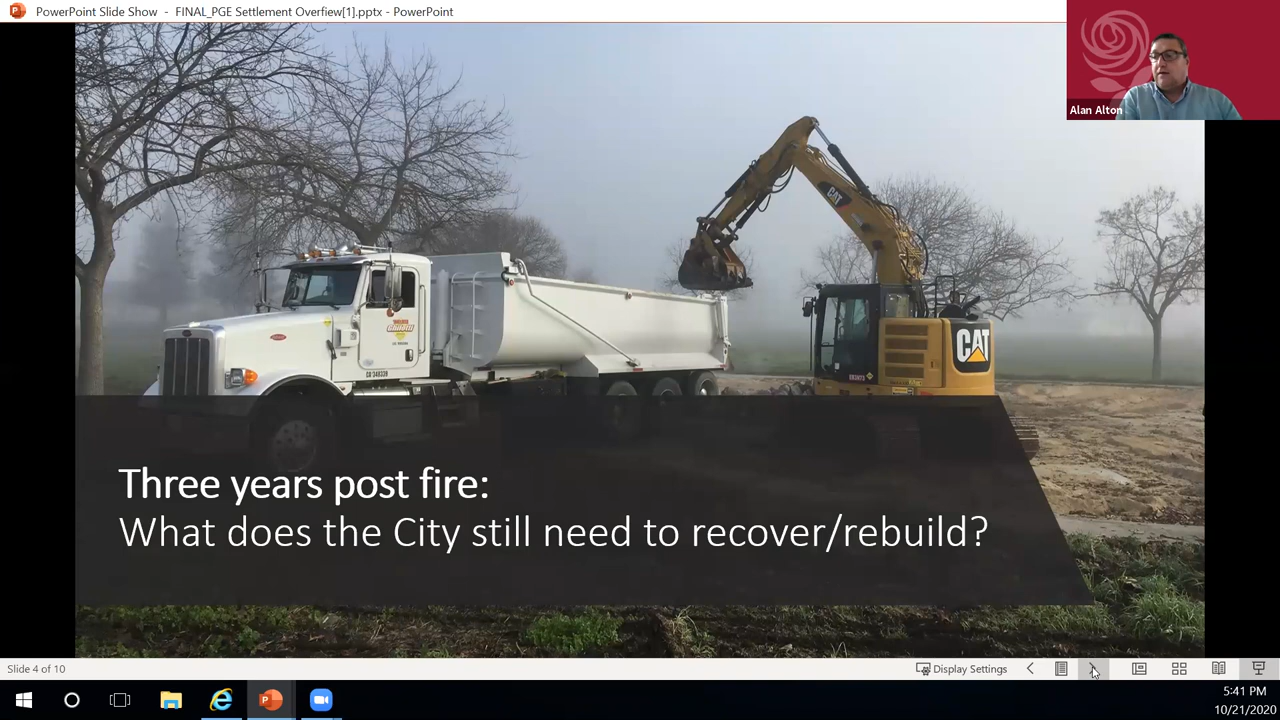 PowerPoint Slide Show - FINAL_PGE Settlement Overfiew[1].pptx - PowerPoint
Alan Alton
CAT
CAT
Three years post fire:
What does the City still need to recover/rebuild?
Slide 4 of 10
Display Settings
5:41 PM
10/21/2020